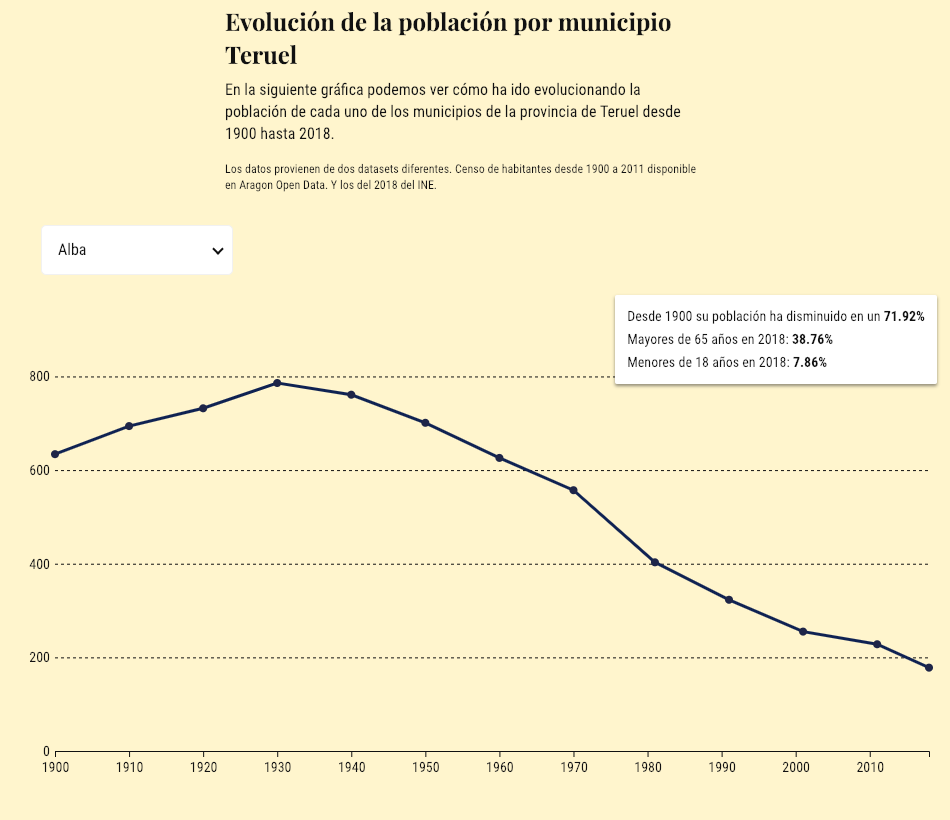 Evolución de la población por municipio
Teruel
En la siguiente gráfica podemos ver cómo ha ido evolucionando la
población de cada uno de los municipios de la provincia de Teruel desde
1900 hasta 2018.
Los datos provienen de dos datasets diferentes. Censo de habitantes desde 1900 a 2011 disponible
en Aragon Open Data. Y los del 2018 del INE.
Alba
Desde 1900 su población ha disminuido en un 71.92%
Mayores de 65 años en 2018: 38.76%
Menores de 18 años en 2018: 7.86%
800
600
400
200
0
1900 1910 1920 1930 1940 1950 1960 1970 1980 1990 2000 2010